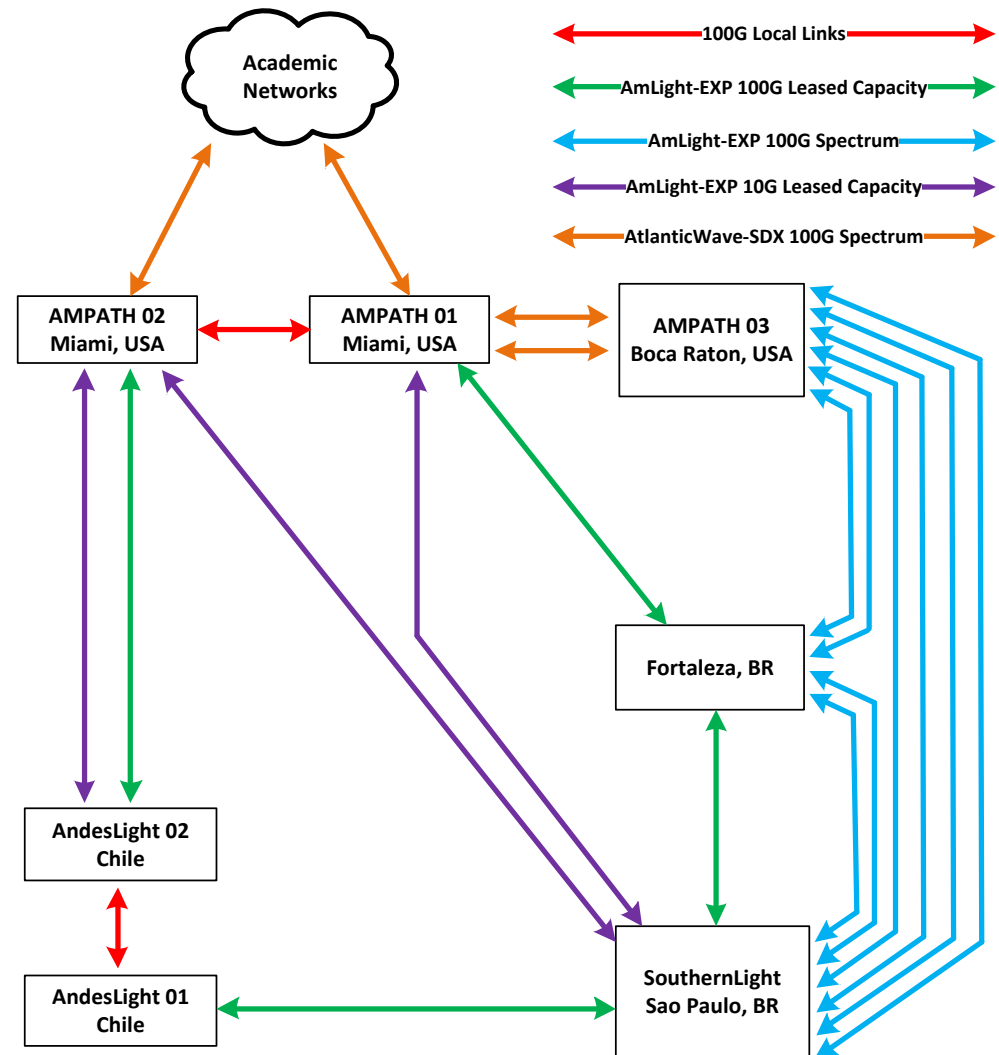 Academic
Networks
100G Local Links
AmLight-EXP 100G Leased Capacity
AmLight-EXP 100G Spectrum
AmLight-EXP 10G Leased Capacity
AtlanticWave-SDX 100G Spectrum
AMPATH 02
Miami, USA
AMPATH 01
Miami, USA
AMPATH 03
Boca Raton, USA
Fortaleza, BR
AndesLight 02
Chile
AndesLight 01
Chile
SouthernLight
Sao Paulo, BR